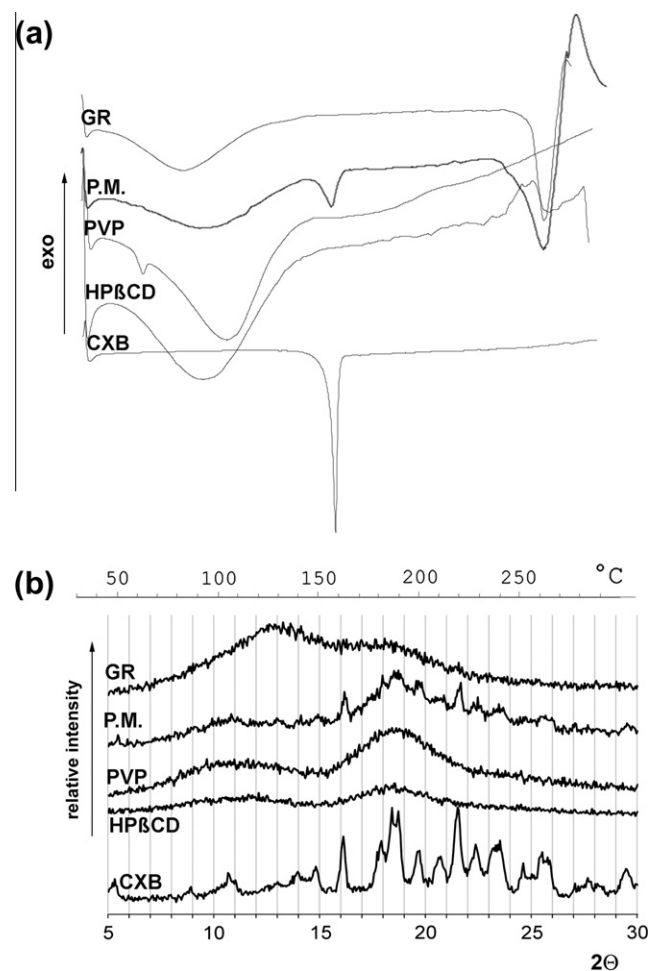 (a)
GR
P.M.
PVP
HPßCD
CXB
exo
(b)
50 100 150 200 250 °C
GR
P.M.
PVP
HPßCD
CXB
relative intensity
5 10 15 20 25 30
2Θ